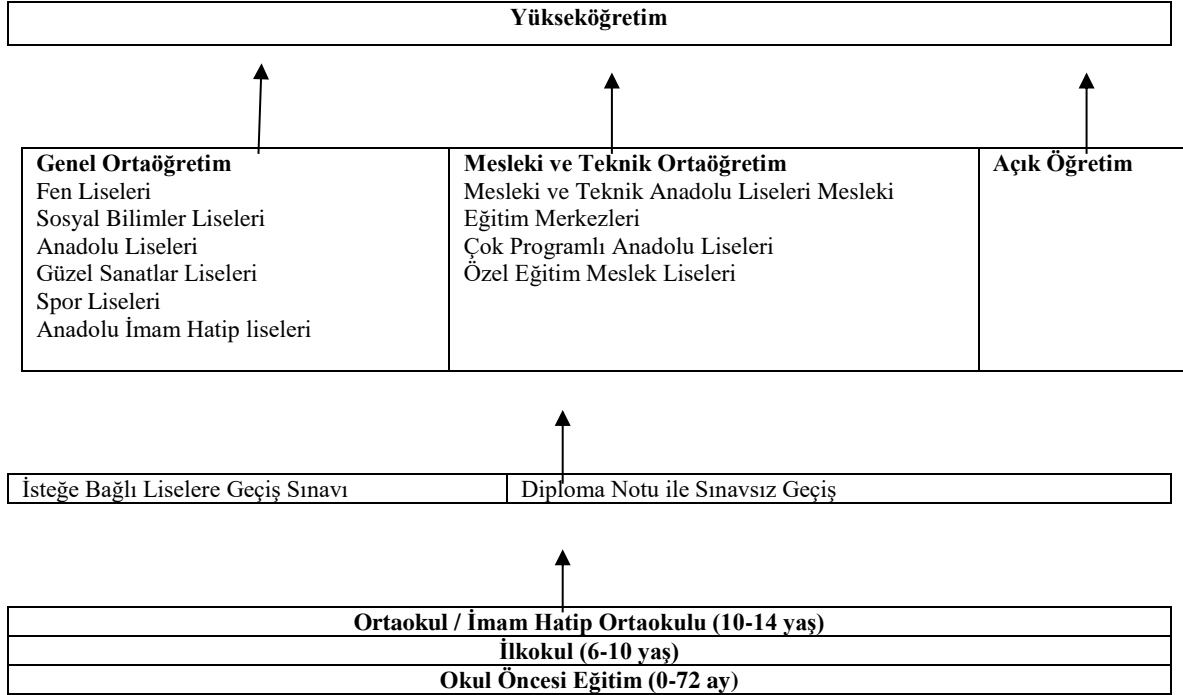 Yükseköğretim
Genel Ortaöğretim
Fen Liseleri
Sosyal Bilimler Liseleri
Anadolu Liseleri
Güzel Sanatlar Liseleri
Spor Liseleri
Anadolu İmam Hatip liseleri
Mesleki ve Teknik Ortaöğretim
Mesleki ve Teknik Anadolu Liseleri Mesleki
Eğitim Merkezleri
Çok Programlı Anadolu Liseleri
Özel Eğitim Meslek Liseleri
Açık Öğretim
İsteğe Bağlı Liselere Geçiş Sınavı
Diploma Notu ile Sınavsız Geçiş
Ortaokul / İmam Hatip Ortaokulu (10-14 yaş)
İlkokul (6-10 yaş)
Okul Öncesi Eğitim (0-72 ay)